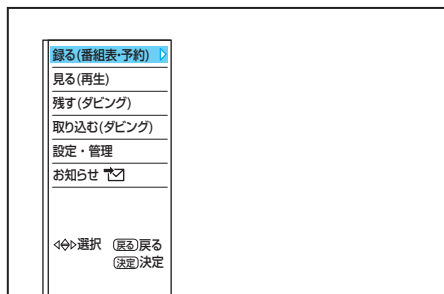 録る(番組表・予約)
見る(再生)
残す(ダビング)
取り込む(ダビング)
設定・管理
お知らせ
選択 戻る戻る
決定決定